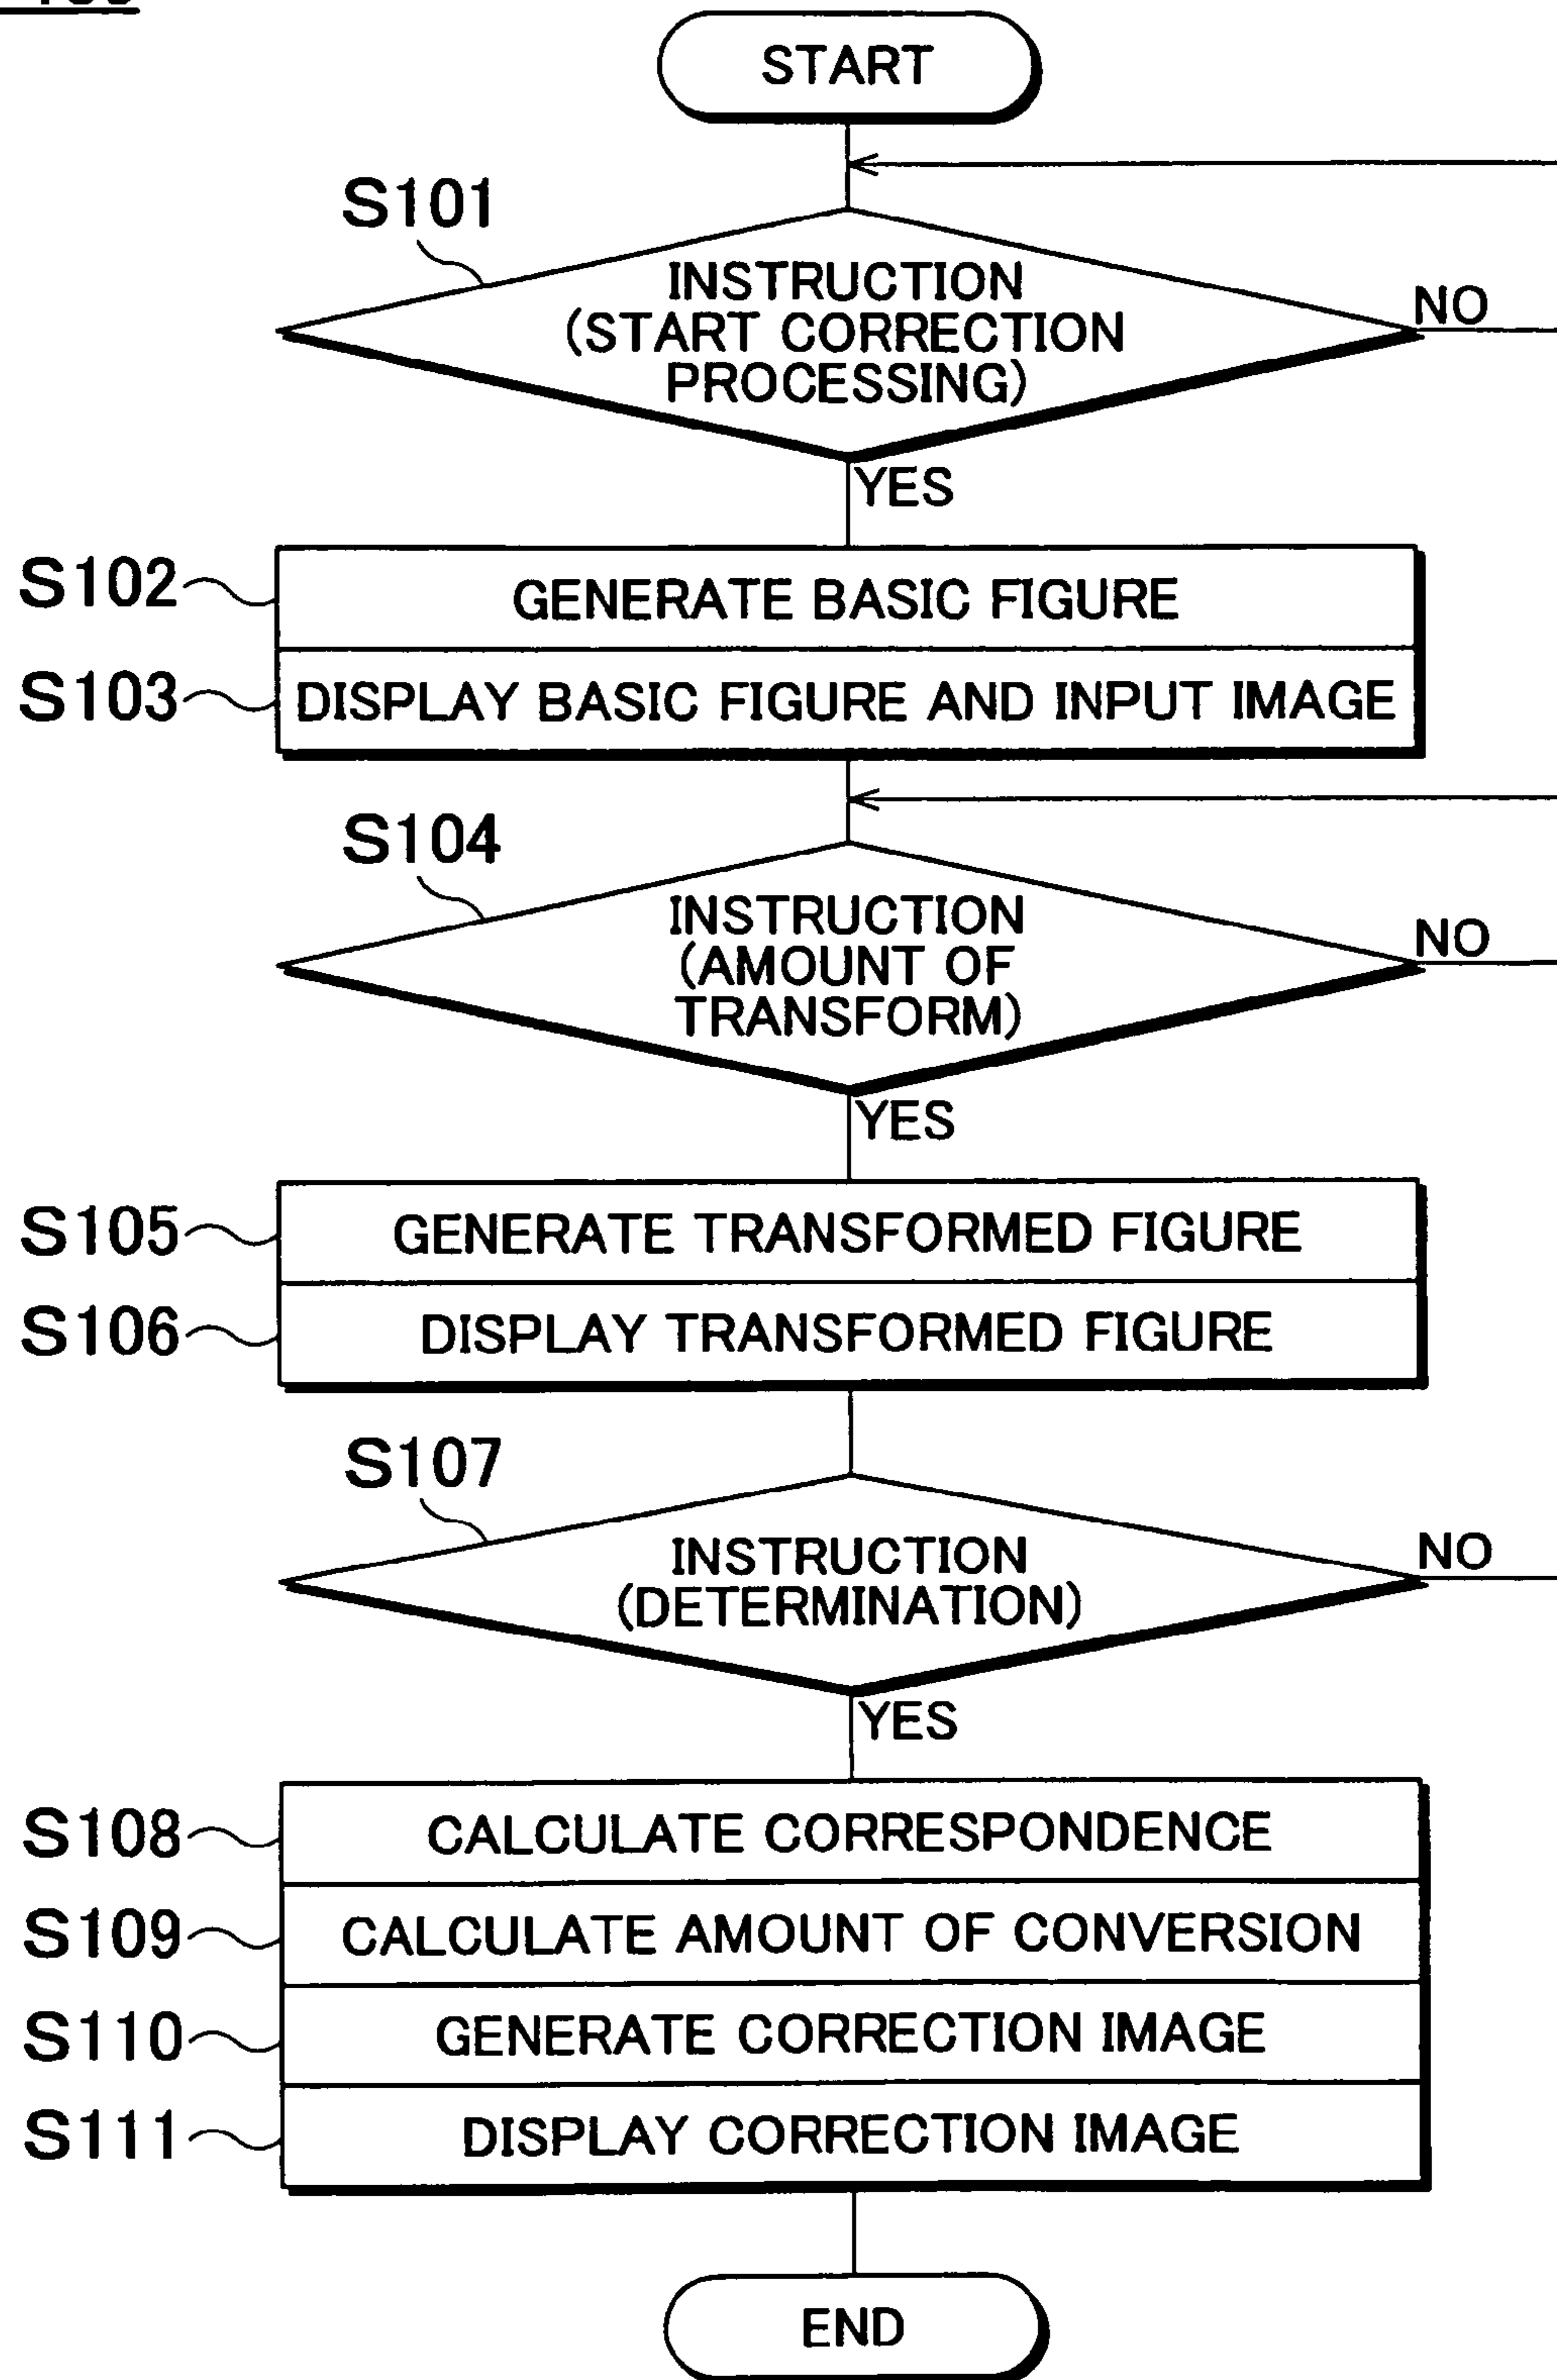 START
S101
INSTRUCTION
(START CORRECTION
PROCESSING)
NO
YES
S102
GENERATE BASIC FIGURE
S103
DISPLAY BASIC FIGURE AND INPUT IMAGE
S104
INSTRUCTION
(AMOUNT OF
TRANSFORM)
NO
YES
S105
GENERATE TRANSFORMED FIGURE
S106
DISPLAY TRANSFORMED FIGURE
S107
INSTRUCTION
(DETERMINATION)
NO
YES
S108
CALCULATE CORRESPONDENCE
S109
CALCULATE AMOUNT OF CONVERSION
S110
GENERATE CORRECTION IMAGE
S111
DISPLAY CORRECTION IMAGE
END